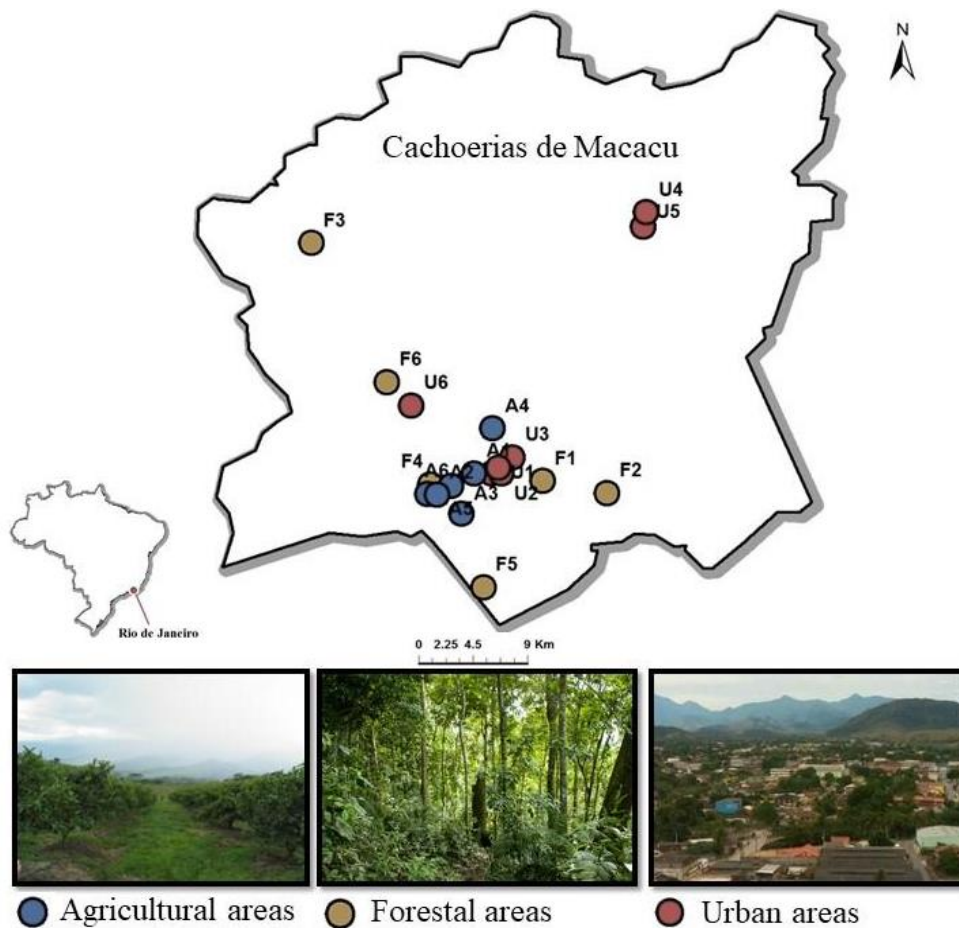 N
Cachoerias de Macacu
U4
U5
F3
F6
U6
A4
U3
A1
F4
A6
A2
U1
F1
F2
A3
U2
A5
F5
Rio de Janeiro
0 2.25 4.5 9 Km
Agricultural areas
Forestal areas
Urban areas